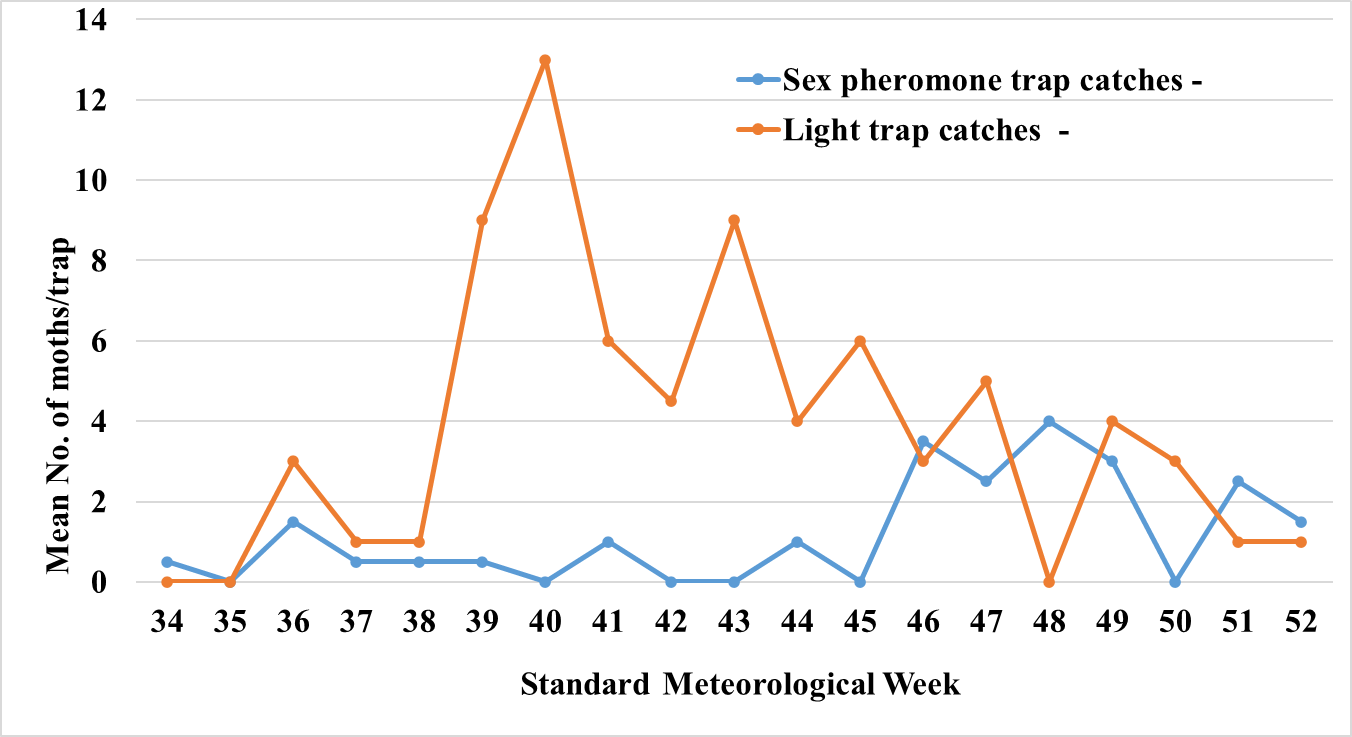 14
12
10
8
6
4
2
0
Mean No. of moths/trap
Sex pheromone trap catches -
Light trap catches -
34 35 36 37 38 39 40 41 42 43 44 45 46 47 48 49 50 51 52
Standard Meteorological Week